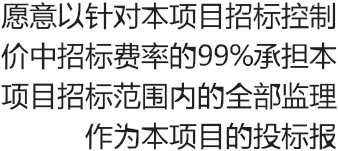 愿意以针对本项目招标控制
价中招标费率的99%承担本
项目招标范围内的全部监理
作为本项目的投标报